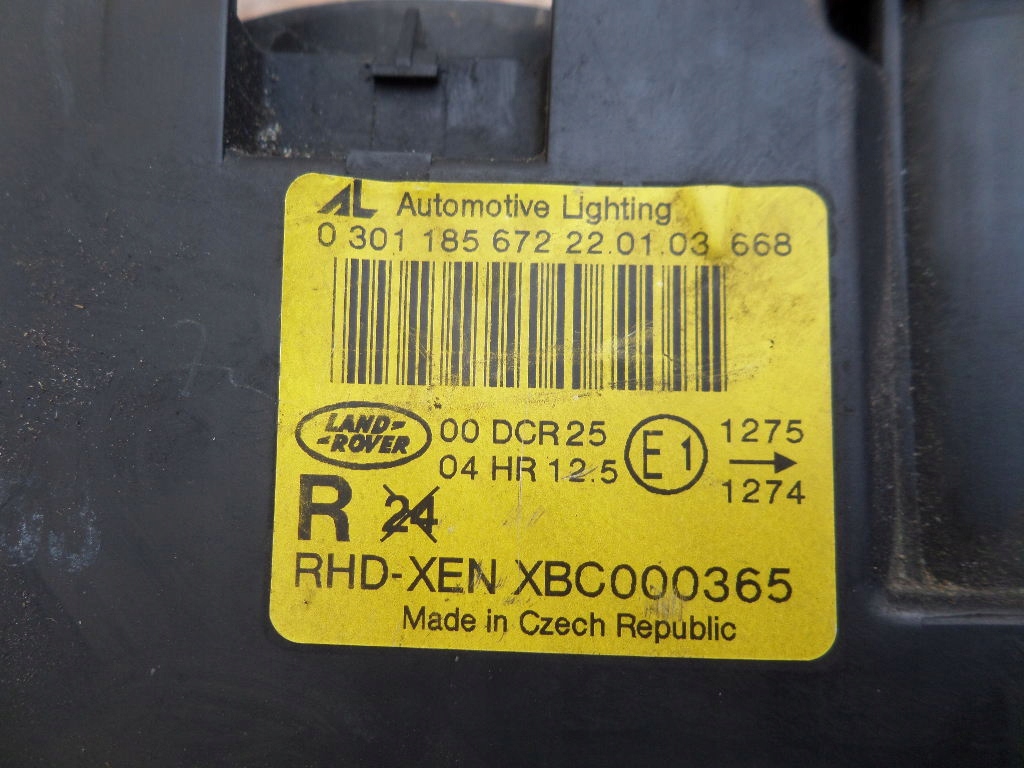 AL Automotive Lighting
0 301 185 672 22.01.03 668
LAND-
-ROVER
00 DCR 25
04 HR 12.5
E1
1275
→
1274
R 24
RHD-XEN XBC000365
Made in Czech Republic